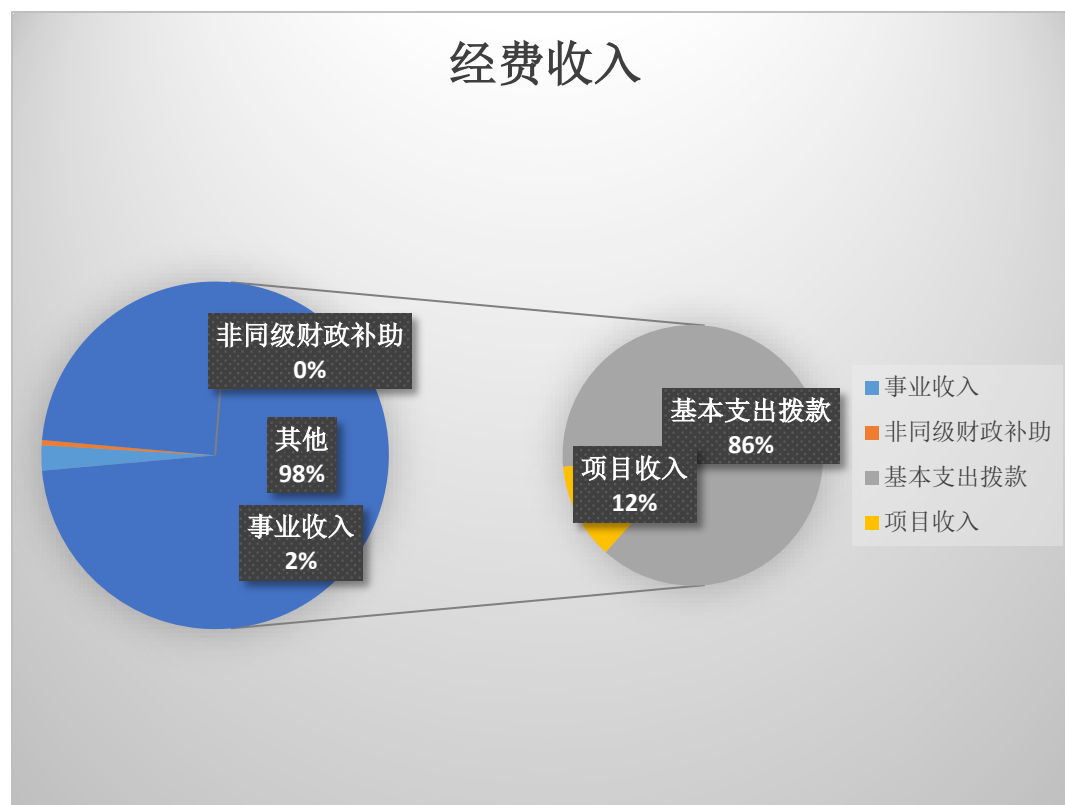 经费收入
非同级财政补助
0%
其他
98%
事业收入
2%
基本支出拨款
86%
项目收入
12%
事业收入
非同级财政补助
基本支出拨款
项目收入